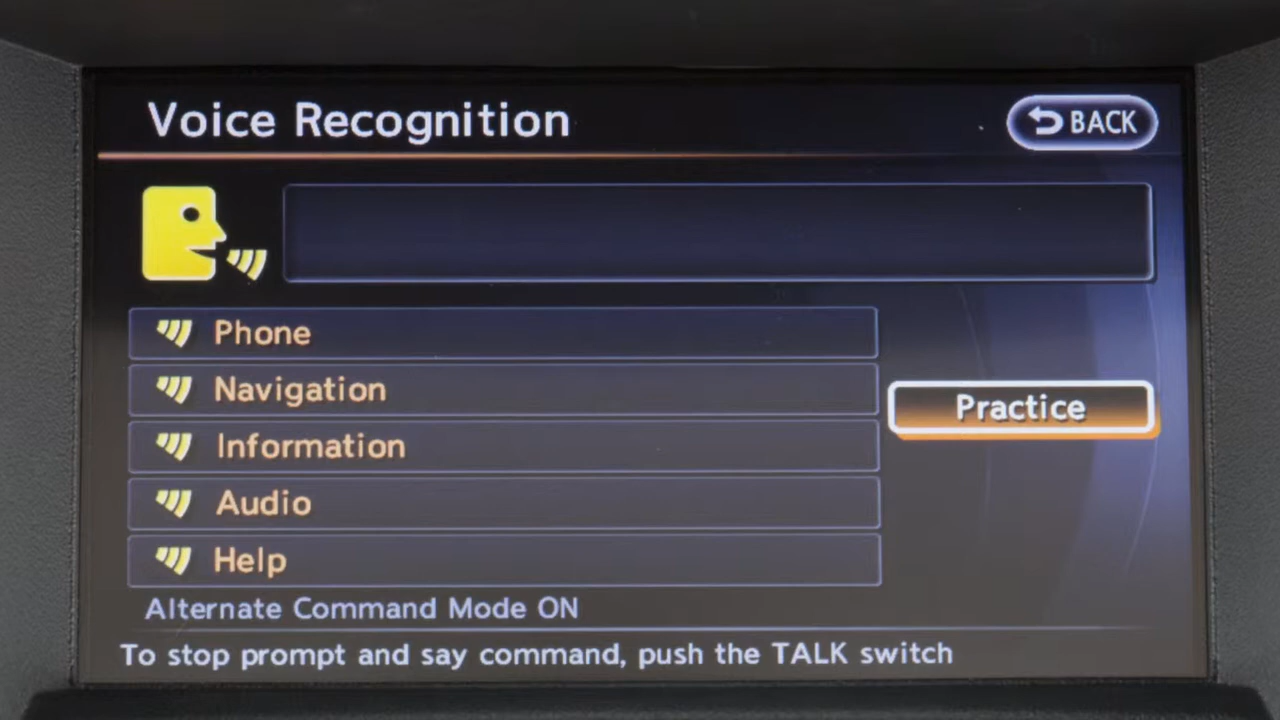 Voice Recognition
BACK
Phone
Navigation
Information
Practice
Audio
Help
Alternate Command Mode ON
To stop prompt and say command, push the TALK switch